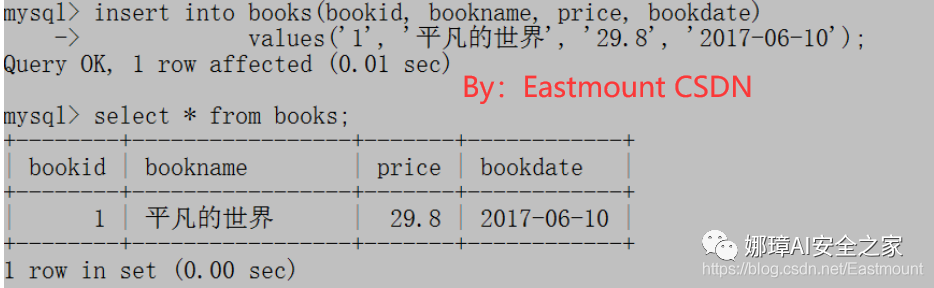 mysql> insert into books(bookid, bookname, price, bookdate)
    ->             values('1', '平凡的世界', '29.8', '2017-06-10');
Query OK, 1 row affected (0.01 sec)
By：Eastmount CSDN
mysql> select * from books;
+--------+-----------------+-------+------------+
| bookid | bookname        | price | bookdate   |
+--------+-----------------+-------+------------+
|      1 | 平凡的世界      |  29.8 | 2017-06-10 |
+--------+-----------------+-------+------------+
1 row in set (0.00 sec)
娜璋AI安全之家
https://blog.csdn.net/Eastmount